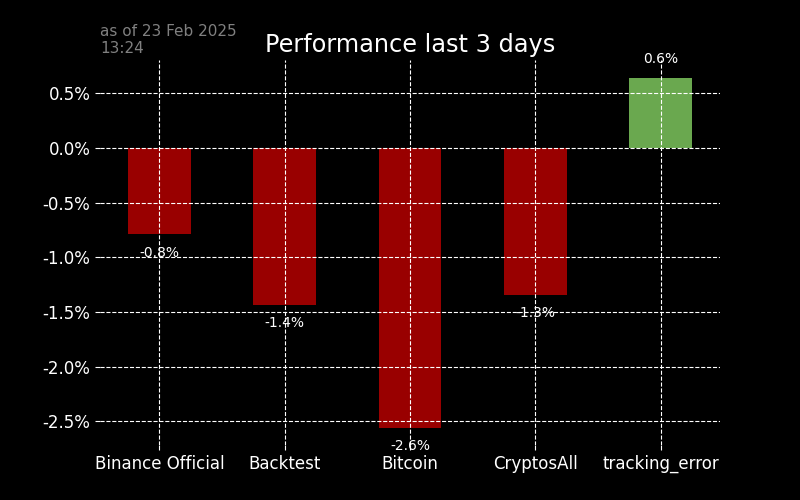 as of 23 Feb 2025
13:24
Performance last 3 days
0.6%
0.5%
0.0%
-0.5%
-0.8%
-1.0%
-1.3%
-1.5%
-1.4%
-2.0%
-2.5%
-2.6%
Binance Official
Backtest
Bitcoin
CryptosAll
tracking_error